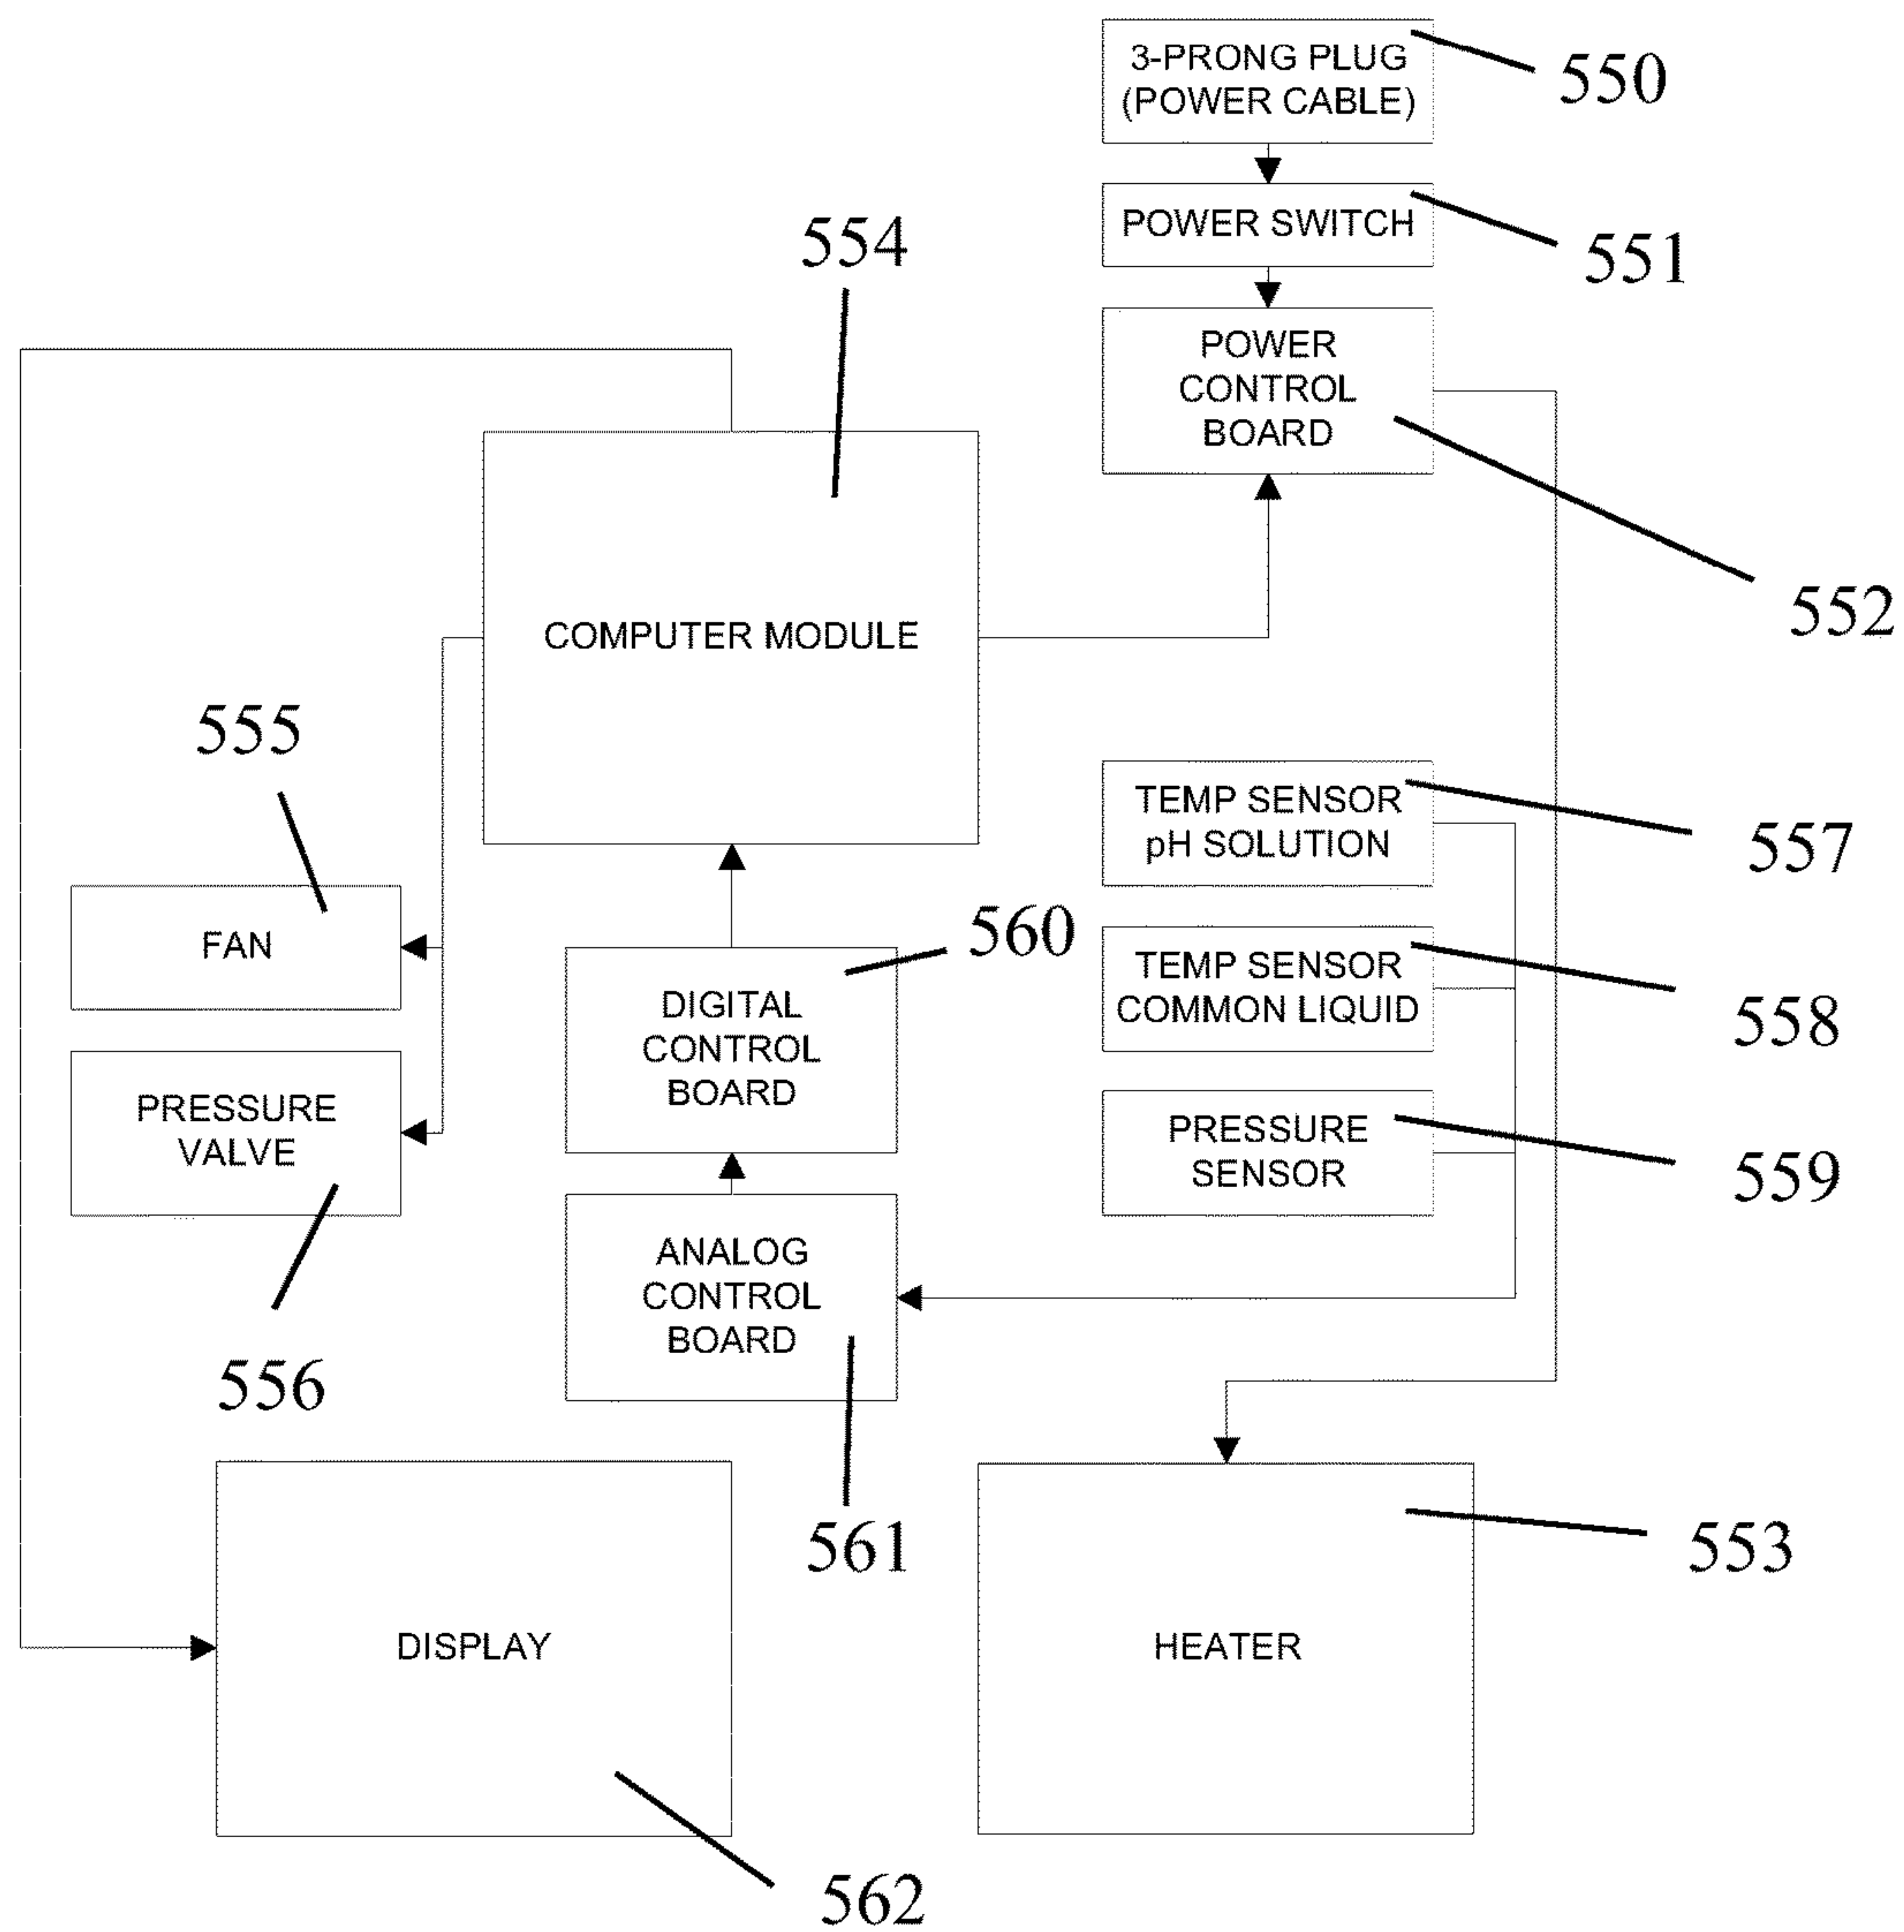 3-PRONG PLUG
(POWER CABLE)
550
POWER SWITCH
551
554
POWER
CONTROL
BOARD
552
COMPUTER MODULE
555
TEMP SENSOR
pH SOLUTION
557
FAN
560
TEMP SENSOR
COMMON LIQUID
558
DIGITAL
CONTROL
BOARD
PRESSURE
VALVE
556
PRESSURE
SENSOR
559
ANALOG
CONTROL
BOARD
561
553
DISPLAY
HEATER
562